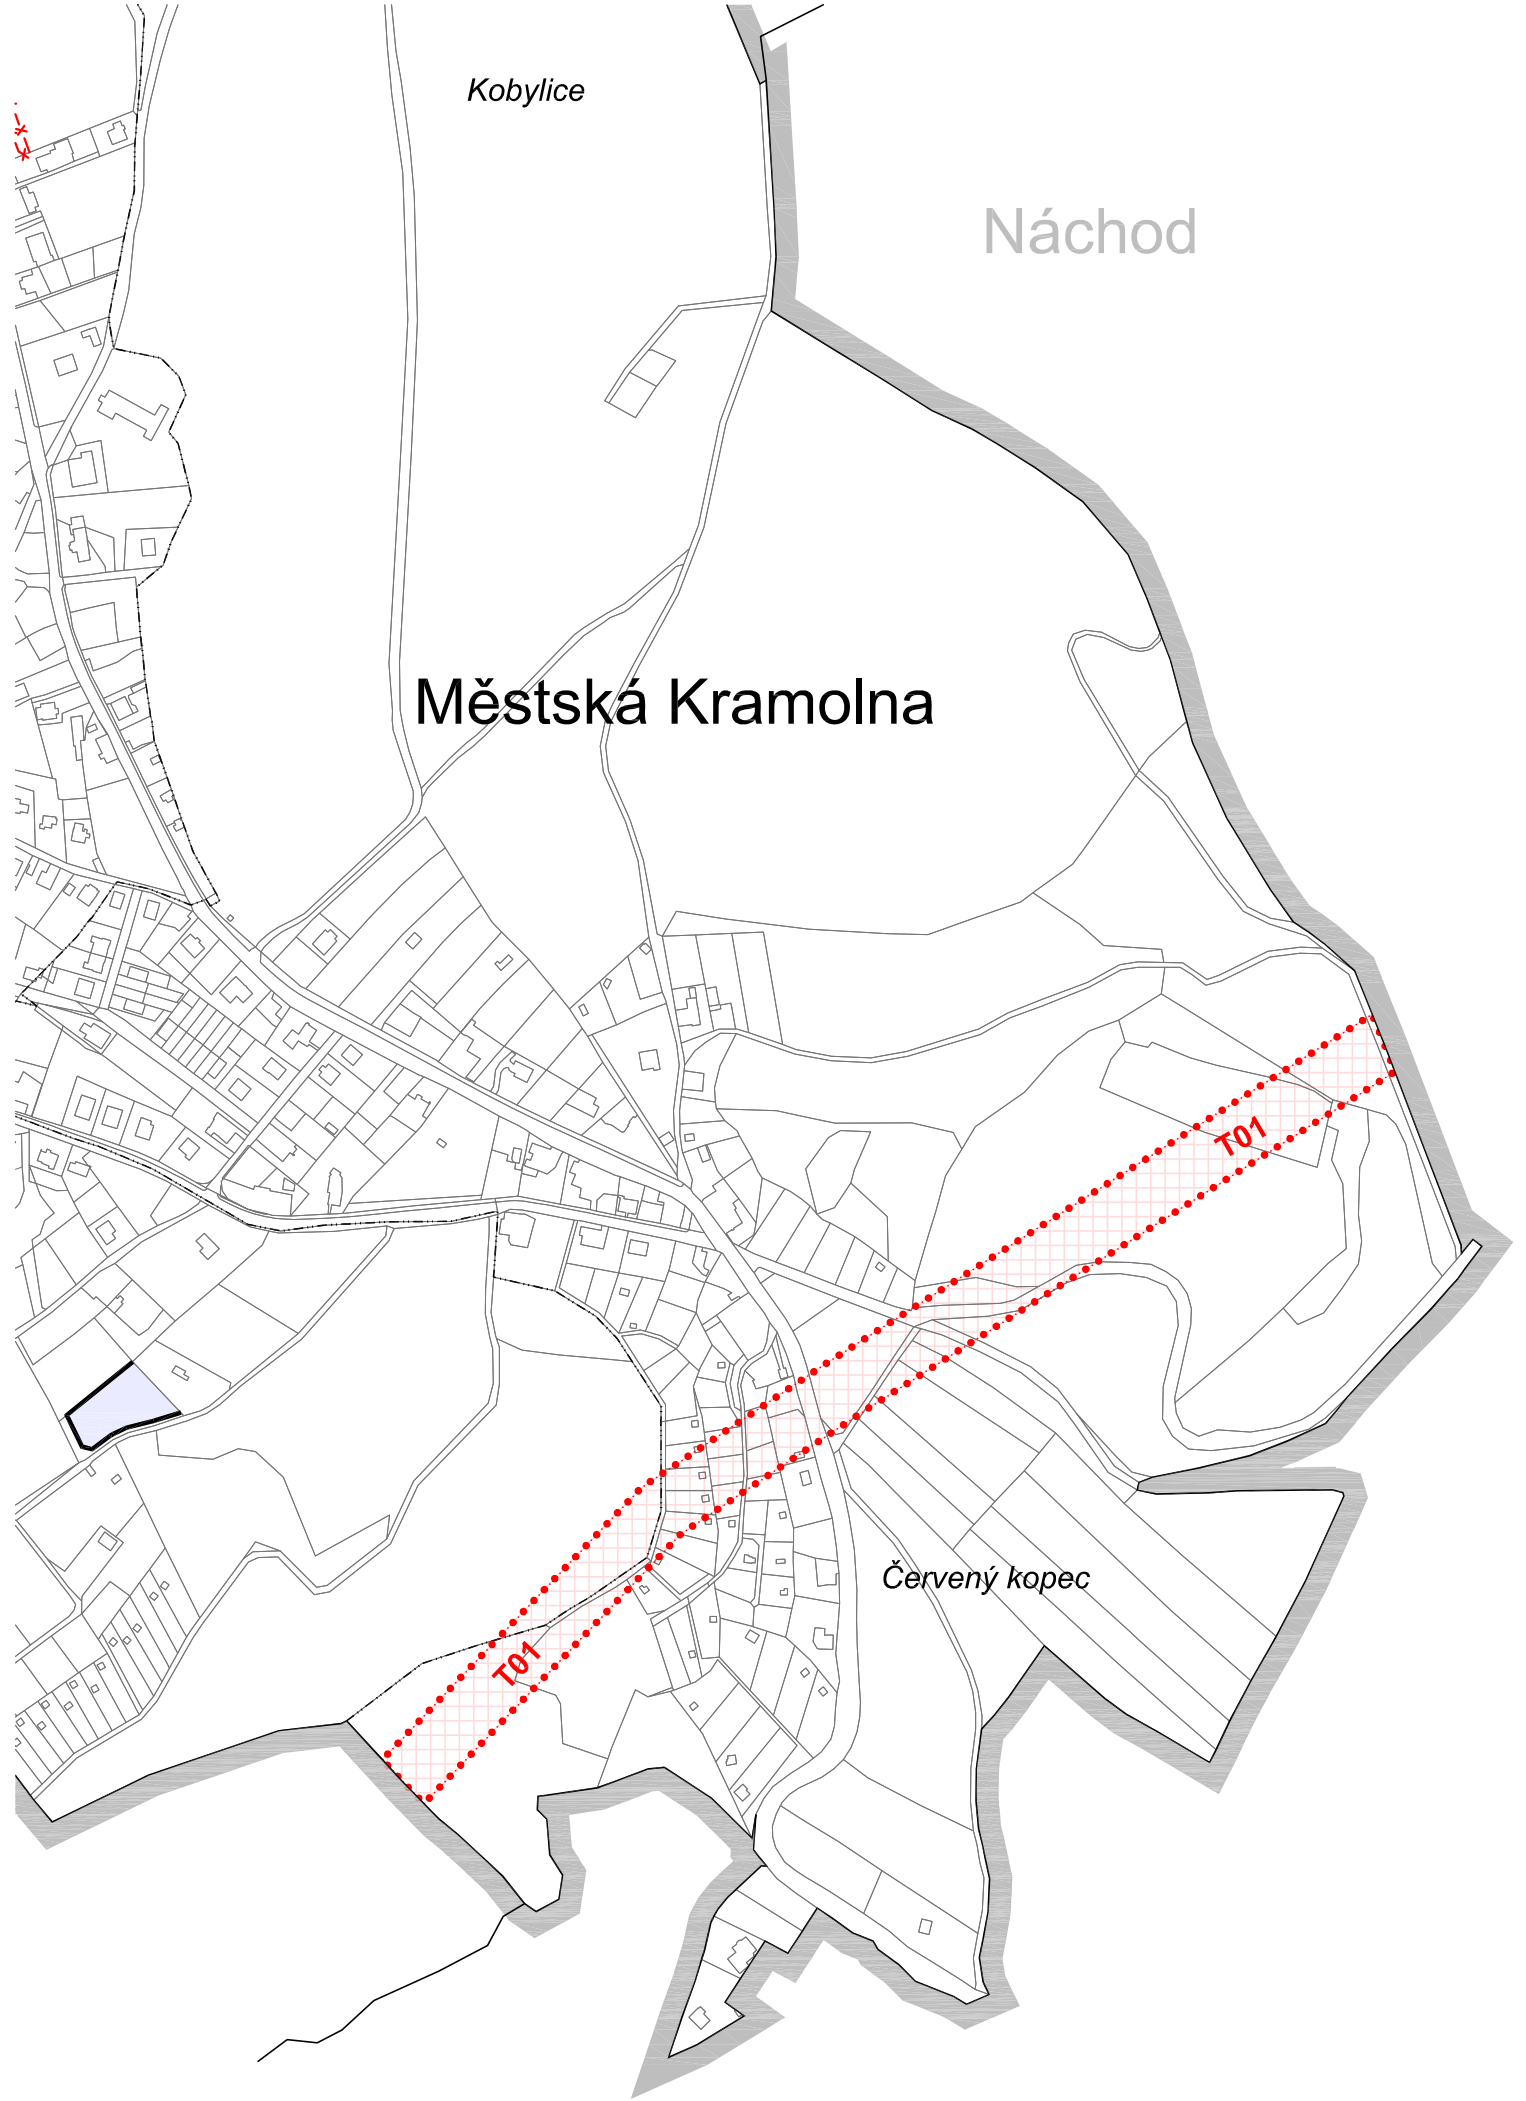 Kobylice
Náchod
Městská Kramolna
T01
Červený kopec
T01